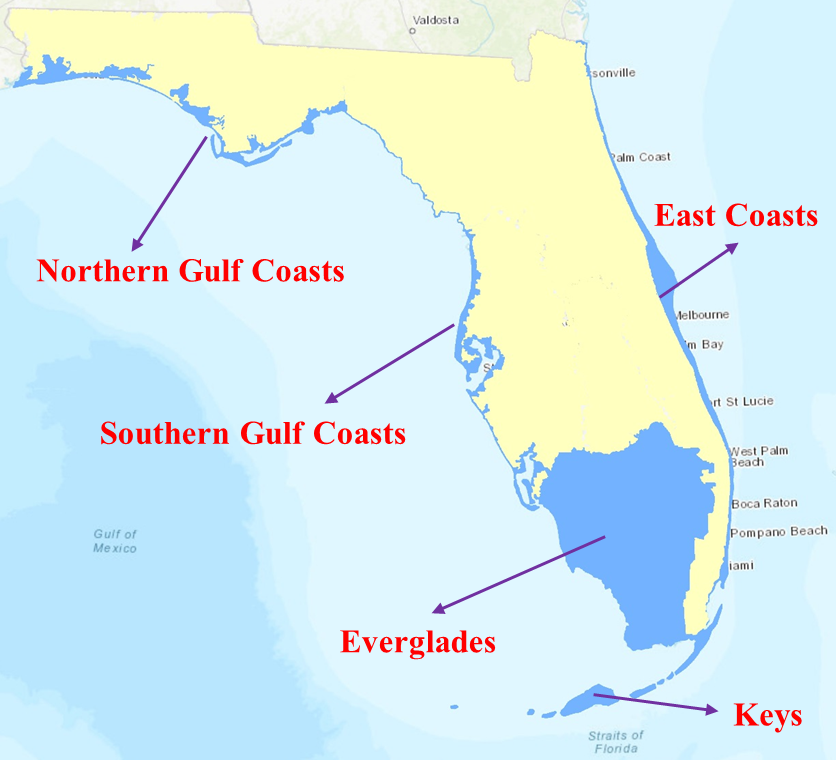 Valdosta
sonville
Palm Coast
East Coasts
Northern Gulf Coasts
Melbourne
m Bay
Southern Gulf Coasts
rt St Lucie
West Palm
Beach
Boca Raton
Gulf of
Mexico
Pompano Beach
iami
Everglades
Keys
Straits of
Florida